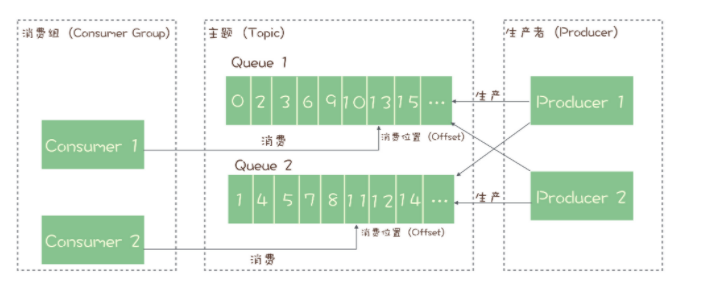 消费组 (Consumer Group)
主题 (Topic)
生产者 (Producer)
Queue 1
0 2 3 6 9 10 13 15 ...
生产
Producer 1
消费
消费位置 (Offset)
Consumer 1
Queue 2
1 4 5 7 8 11 12 14 ...
生产
Producer 2
消费位置 (Offset)
Consumer 2
消费